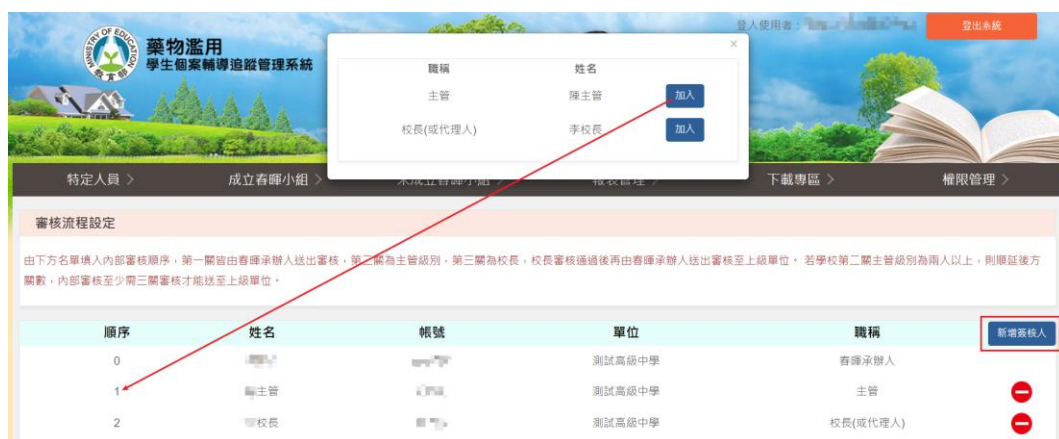 MINISTRY OF EDUCATION
教育部
藥物濫用
學生個案輔導追蹤管理系統
登入使用者：
登出系統
×
職稱 姓名
主管 陳主管 加入
校長(或代理人) 李校長 加入
特定人員 > 成立春暉小組 > 未成立春暉小組 > 報表管理 > 下載專區 > 權限管理 >
審核流程設定
由下方名單填入內部審核順序，第一關皆由春暉承辦人送出審核，第二關為主管級別，第三關為校長，校長審核通過後再由春暉承辦人送出審核至上級單位。 若學校第二關主管級別為兩人以上，則順延後方
關數，內部審核至少需三關審核才能送至上級單位。
順序 姓名 帳號 單位 職稱 新增簽核人
0 測試高級中學 春暉承辦人
1 主管 測試高級中學 主管
2 校長 測試高級中學 校長(或代理人)